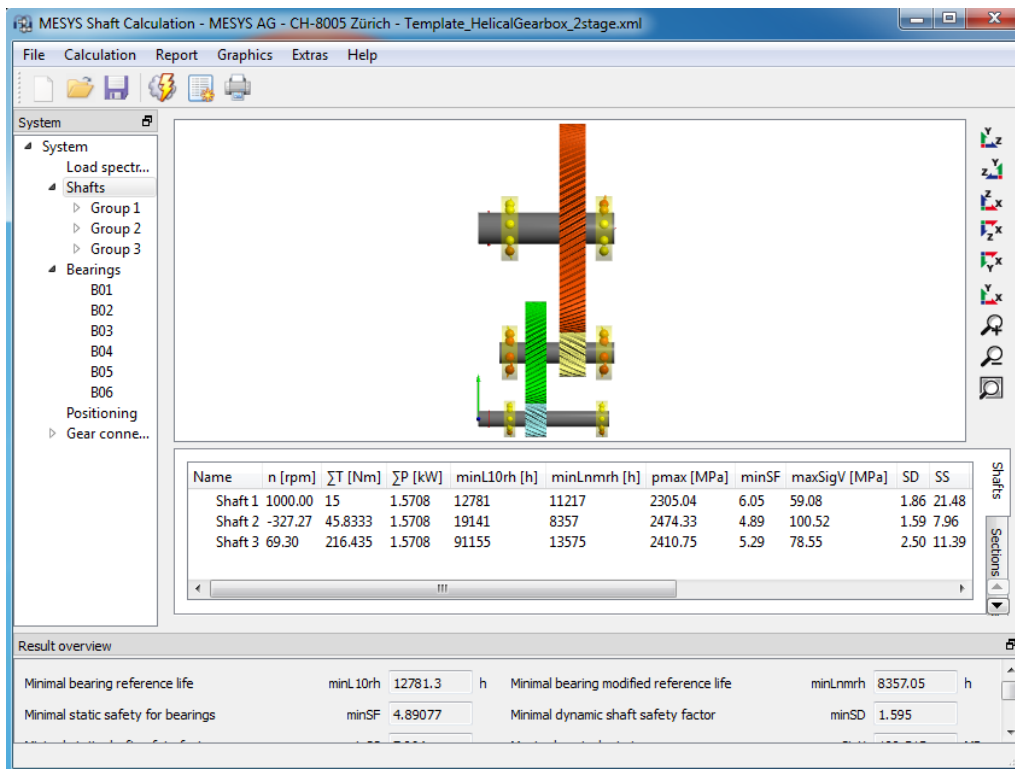 MESYS Shaft Calculation - MESYS AG - CH-8005 Zürich - Template_HelicalGearbox_2stage.xml
File Calculation Report Graphics Extras Help
System
System
Load spectr...
Shafts
Group 1
Group 2
Group 3
Bearings
B01
B02
B03
B04
B05
B06
Positioning
Gear conne...
Y Z
Z Y
Z X
Z X
Y X
Y X
Name n [rpm] ∑T [Nm] ∑P [kW] minL10rh [h] minLnmrh [h] pmax [MPa] minSF maxSigV [MPa] SD SS
Shaft 1 1000.00 15 1.5708 12781 11217 2305.04 6.05 59.08 1.86 21.48
Shaft 2 -327.27 45.8333 1.5708 19141 8357 2474.33 4.89 100.52 1.59 7.96
Shaft 3 69.30 216.435 1.5708 91155 13575 2410.75 5.29 78.55 2.50 11.39
Shafts
Sections
Result overview
Minimal bearing reference life minL10rh 12781.3 h Minimal bearing modified reference life minLnmrh 8357.05 h
Minimal static safety for bearings minSF 4.89077 Minimal dynamic shaft safety factor minSD 1.595